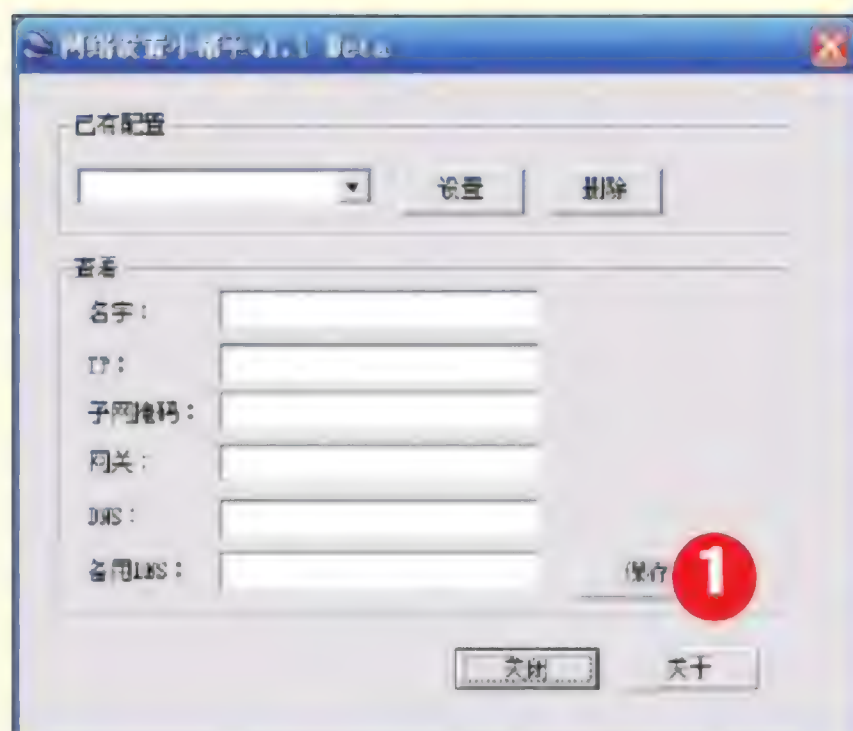 网络设置小精灵V1.1 Beta
已有配置
设置 删除
查看
名字：
IP：
子网掩码：
网关：
DNS：
备用DNS：
保存 1
关闭 关于